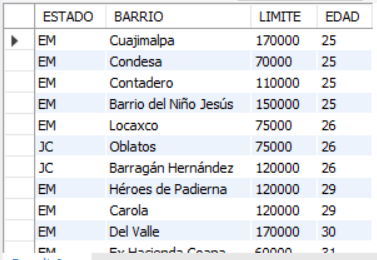 ESTADO BARRIO LIMITE EDAD
EM Cuajimalpa 170000 25
EM Condesa 70000 25
EM Contadero 110000 25
EM Barrio del Niño Jesús 150000 25
EM Locaxco 75000 26
JC Oblatos 75000 26
JC Barragán Hernández 120000 26
EM Héroes de Padierna 120000 29
EM Carola 120000 29
EM Del Valle 170000 30
EM Ex Hacienda Coapa 60000 31